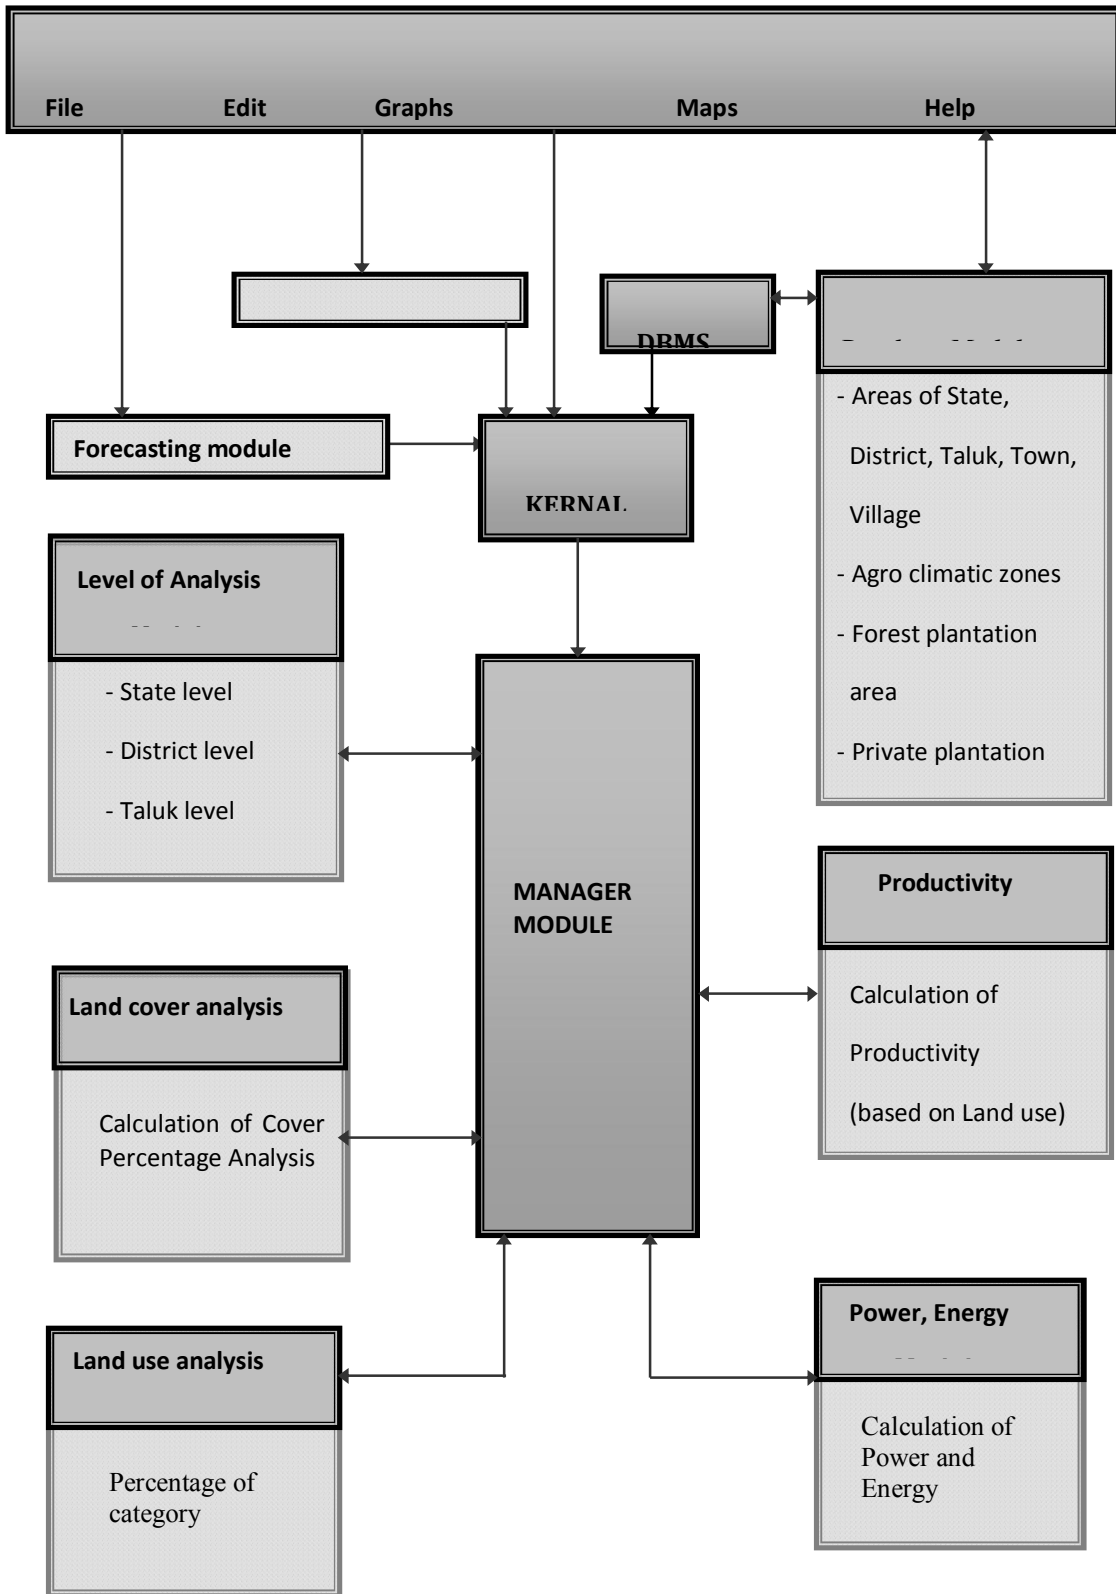 File Edit Graphs Maps Help
DBMS
- Areas of State,
District, Taluk, Town,
Village
- Agro climatic zones
- Forest plantation
area
- Private plantation
Forecasting module
KERNAL
Level of Analysis
- State level
- District level
- Taluk level
MANAGER
MODULE
Productivity
Calculation of
Productivity
(based on Land use)
Land cover analysis
Calculation of Cover
Percentage Analysis
Power, Energy
Calculation of
Power and
Energy
Land use analysis
Percentage of
category